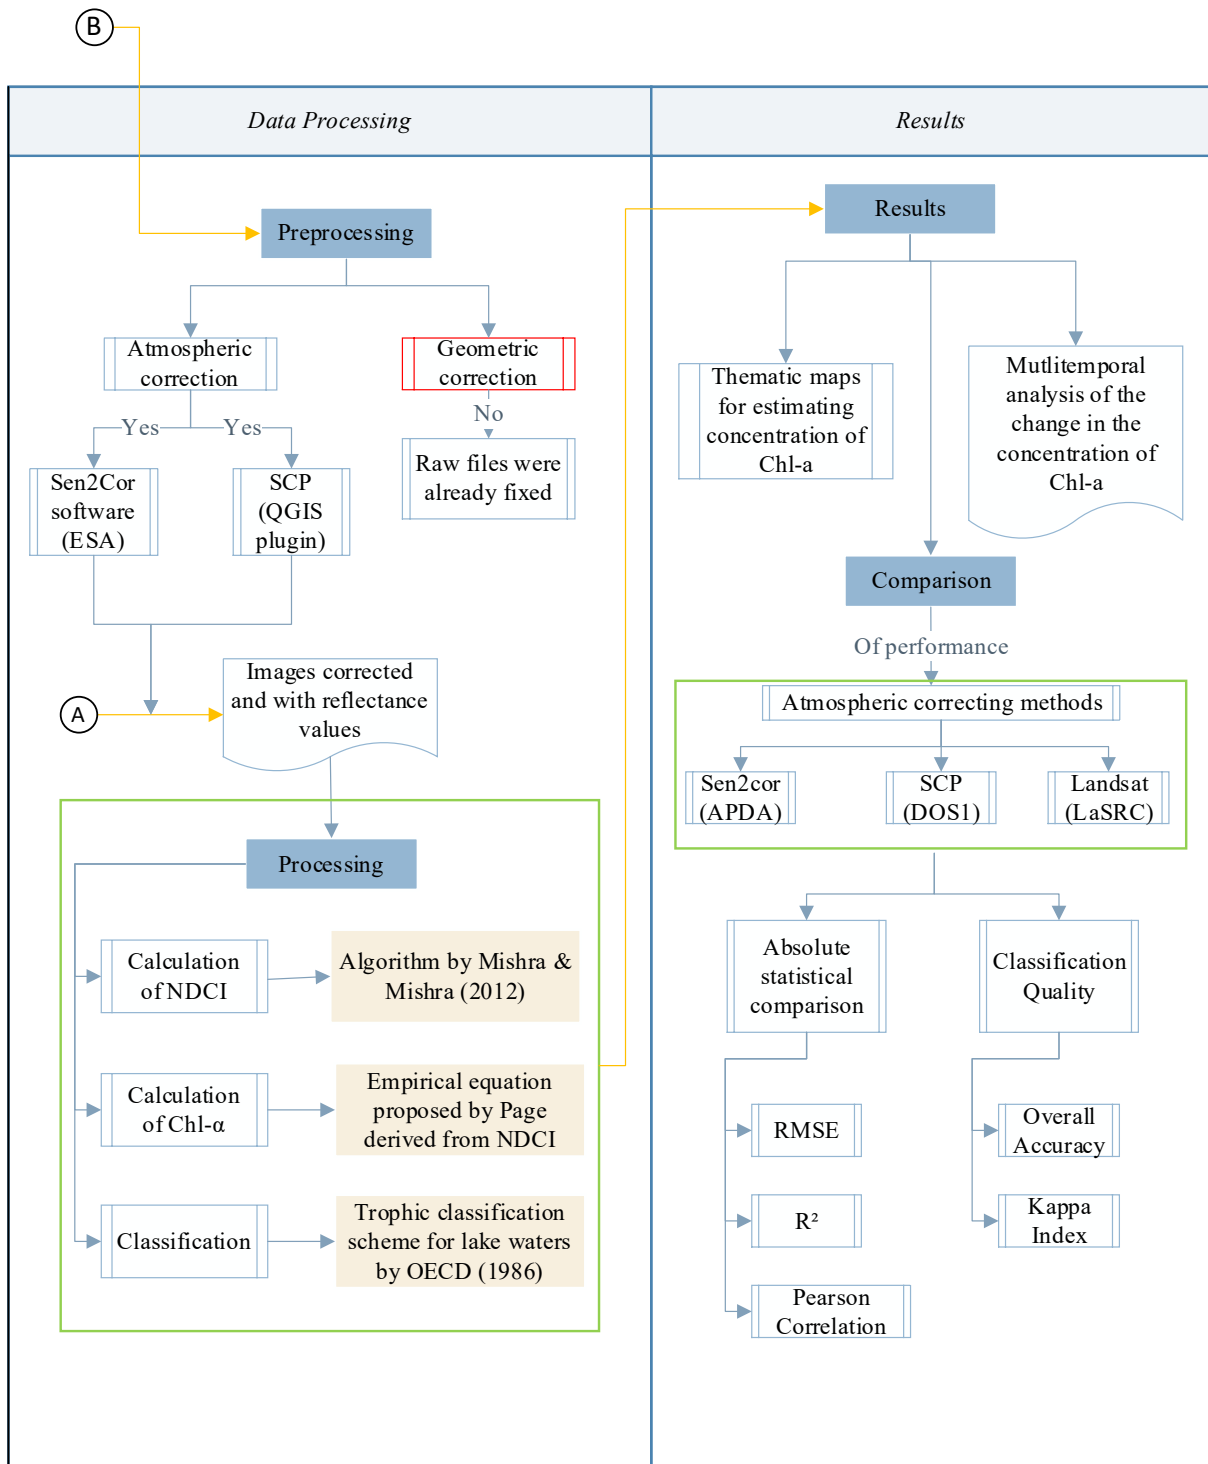 B
Data Processing
Results
Preprocessing
Atmospheric
correction
Geometric
correction
Yes
Yes
No
Sen2Cor
software
(ESA)
SCP
(QGIS
plugin)
Raw files were
already fixed
A
Images corrected
and with reflectance
values
Processing
Calculation
of NDCI
Algorithm by Mishra &
Mishra (2012)
Calculation
of Chl-α
Empirical equation
proposed by Page
derived from NDCI
Classification
Trophic classification
scheme for lake waters
by OECD (1986)
Results
Thematic maps
for estimating
concentration of
Chl-a
Mutlitemporal
analysis of the
change in the
concentration of
Chl-a
Comparison
Of performance
Atmospheric correcting methods
Sen2cor
(APDA)
SCP
(DOS1)
Landsat
(LaSRC)
Absolute
statistical
comparison
Classification
Quality
RMSE
R²
Pearson
Correlation
Overall
Accuracy
Kappa
Index